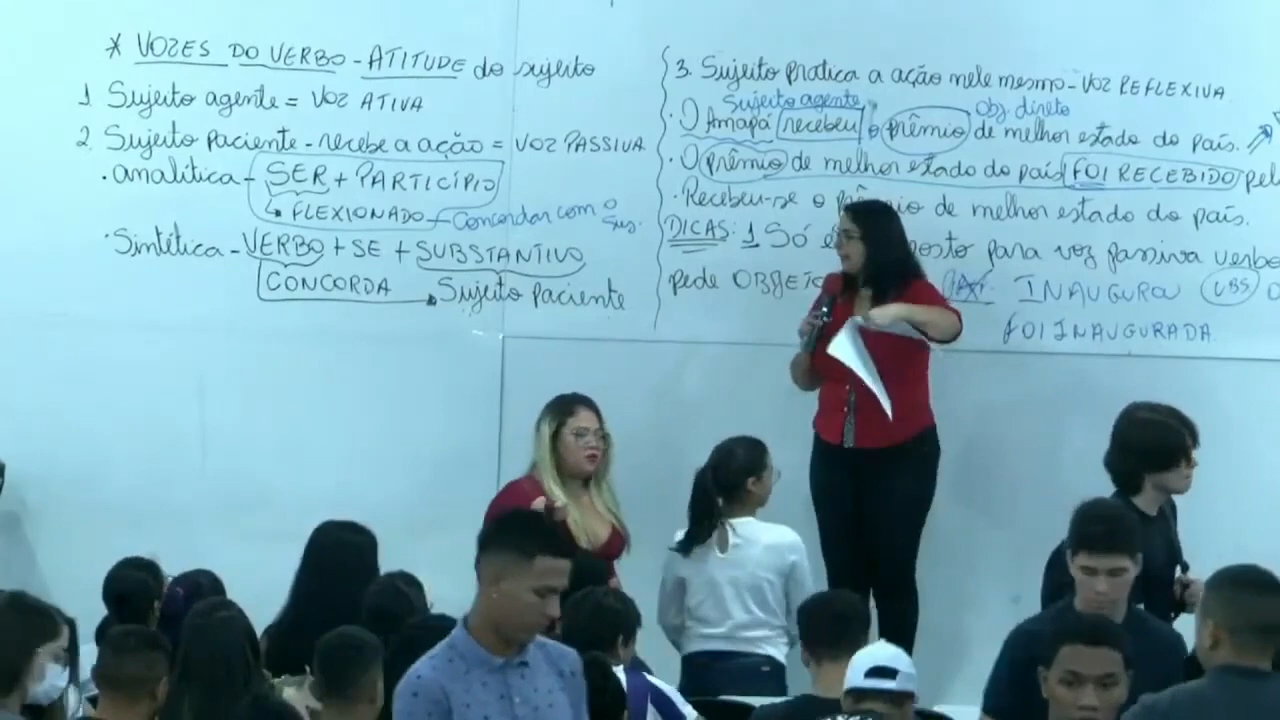 * VOZES DO VERBO - ATITUDE do sujeito
1 Sujeito agente = VOZ ATIVA
2 Sujeito Paciente - recebe a ação = VOZ PASSIVA
· analítica - SER + PARTICÍPIO
FLEXIONADO - Concordar com o Suj.
· Sintética - VERBO + SE + SUBSTANTIVO
CONCORDA Sujeito paciente
3. Sujeito pratica a ação nele mesmo - VOZ REFLEXIVA
Sujeito agente obj. direto
· O Amapá recebeu o prêmio de melhor estado do país.
· O prêmio de melhor estado do país FOI RECEBIDO pel
· Recebeu-se o de melhor estado do país.
DICAS: 1 Só para voz passiva verbo
pede INAUGUROU UBS
FOI INAUGURADA